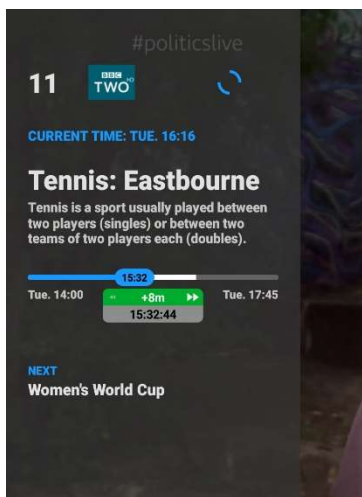 #politicslive
11
BBC
TWO HD
CURRENT TIME: TUE. 16:16
Tennis: Eastbourne
Tennis is a sport usually played between
two players (singles) or between two
teams of two players each (doubles).
15:32
Tue. 14:00
+8m
Tue. 17:45
15:32:44
NEXT
Women's World Cup